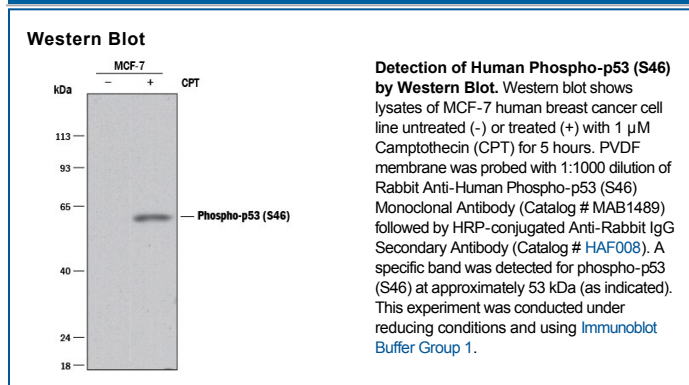 Western Blot
MCF-7
kDa
– + CPT
113
93
65
Phospho-p53 (S46)
40
24
18
Detection of Human Phospho-p53 (S46)
by Western Blot. Western blot shows
lysates of MCF-7 human breast cancer cell
line untreated (-) or treated (+) with 1 µM
Camptothecin (CPT) for 5 hours. PVDF
membrane was probed with 1:1000 dilution of
Rabbit Anti-Human Phospho-p53 (S46)
Monoclonal Antibody (Catalog # MAB1489)
followed by HRP-conjugated Anti-Rabbit IgG
Secondary Antibody (Catalog # HAF008). A
specific band was detected for phospho-p53
(S46) at approximately 53 kDa (as indicated).
This experiment was conducted under
reducing conditions and using Immunoblot
Buffer Group 1.